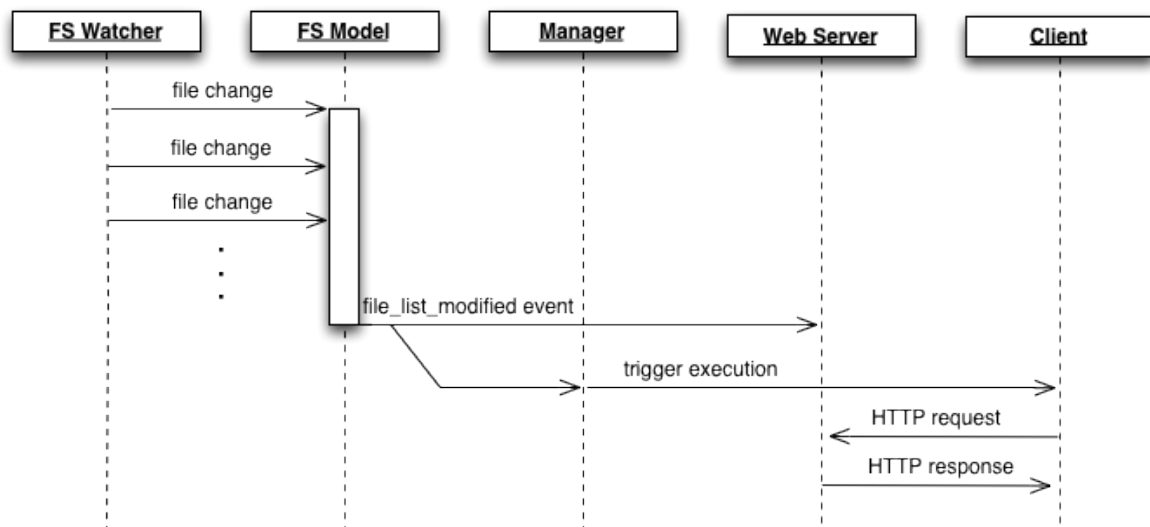 FS Watcher
FS Model
Manager
Web Server
Client
file change
file change
file change
file_list_modified event
trigger execution
HTTP request
HTTP response